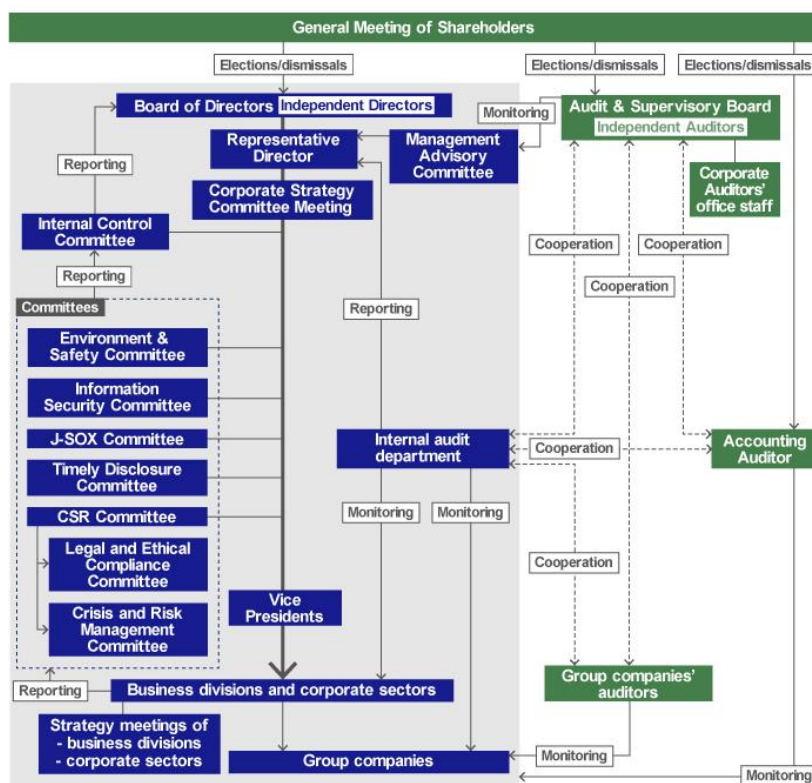 General Meeting of Shareholders
Elections/dismissals
Elections/dismissals
Elections/dismissals
Board of Directors Independent Directors
Monitoring
Audit & Supervisory Board
Independent Auditors
Reporting
Representative
Director
Management
Advisory
Committee
Corporate
Auditors'
office staff
Corporate Strategy
Committee Meeting
Internal Control
Committee
Cooperation
Cooperation
Reporting
Cooperation
Committees
Reporting
Environment &
Safety Committee
Information
Security Committee
J-SOX Committee
Internal audit
department
Cooperation
Accounting
Auditor
Timely Disclosure
Committee
CSR Committee
Monitoring
Monitoring
Legal and Ethical
Compliance
Committee
Cooperation
Vice
Presidents
Crisis and Risk
Management
Committee
Reporting
Business divisions and corporate sectors
Group companies'
auditors
Strategy meetings of
- business divisions
- corporate sectors
Group companies
Monitoring
Monitoring